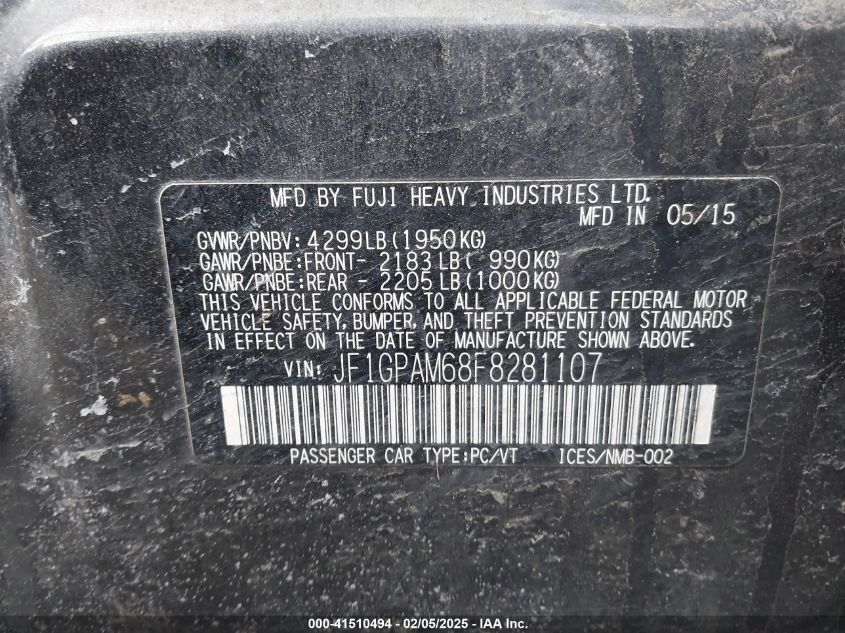 MFD BY FUJI HEAVY INDUSTRIES LTD.
MFD IN 05/15
GVWR/PNBV: 4299LB(1950KG)
GAWR/PNBE:FRONT- 2183 LB( 990KG)
GAWR/PNBE:REAR - 2205 LB(1000KG)
THIS VEHICLE CONFORMS TO ALL APPLICABLE FEDERAL MOTOR
VEHICLE SAFETY, BUMPER, AND THEFT PREVENTION STANDARDS
IN EFFECT ON THE DATE OF MANUFACTURE SHOWN ABOVE.
VIN: JF1GPAM68F8281107
PASSENGER CAR TYPE:PC/VT ICES/NMB-002
000-41510494 - 02/05/2025 - IAA Inc.